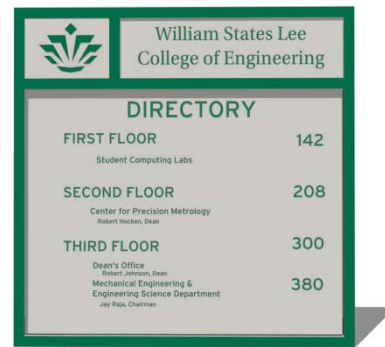 William States Lee
College of Engineering
DIRECTORY
FIRST FLOOR 142
Student Computing Labs
SECOND FLOOR 208
Center for Precision Metrology
Robert Hocken, Dean
THIRD FLOOR 300
Dean's Office
Robert Johnson, Dean
Mechanical Engineering & 380
Engineering Science Department
Jay Raja, Chairman